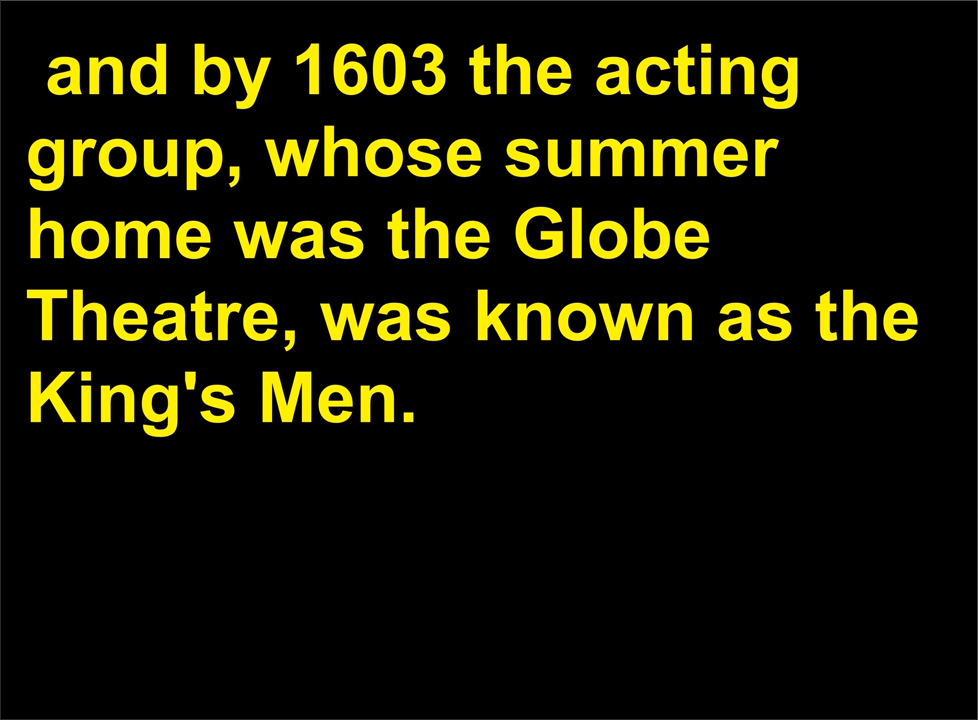 and by 1603 the acting
group, whose summer
home was the Globe
Theatre, was known as the
King's Men.